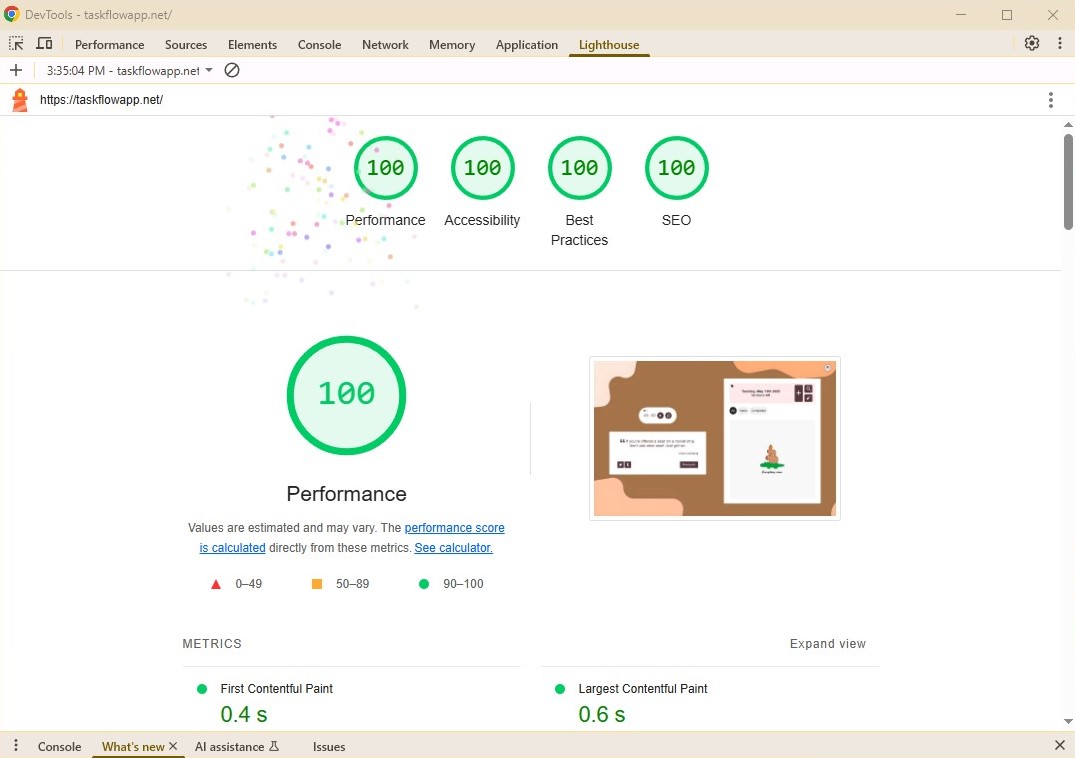 DevTools - taskflowapp.net/
Performance Sources Elements Console Network Memory Application Lighthouse
3:35:04 PM - taskflowapp.net
https://taskflowapp.net/
100 100 100 100
Performance Accessibility Best Practices SEO
100
Performance
Values are estimated and may vary. The performance score
is calculated directly from these metrics. See calculator.
0–49 50–89 90–100
METRICS Expand view
First Contentful Paint Largest Contentful Paint
0.4 s 0.6 s
Console What's new AI assistance Issues